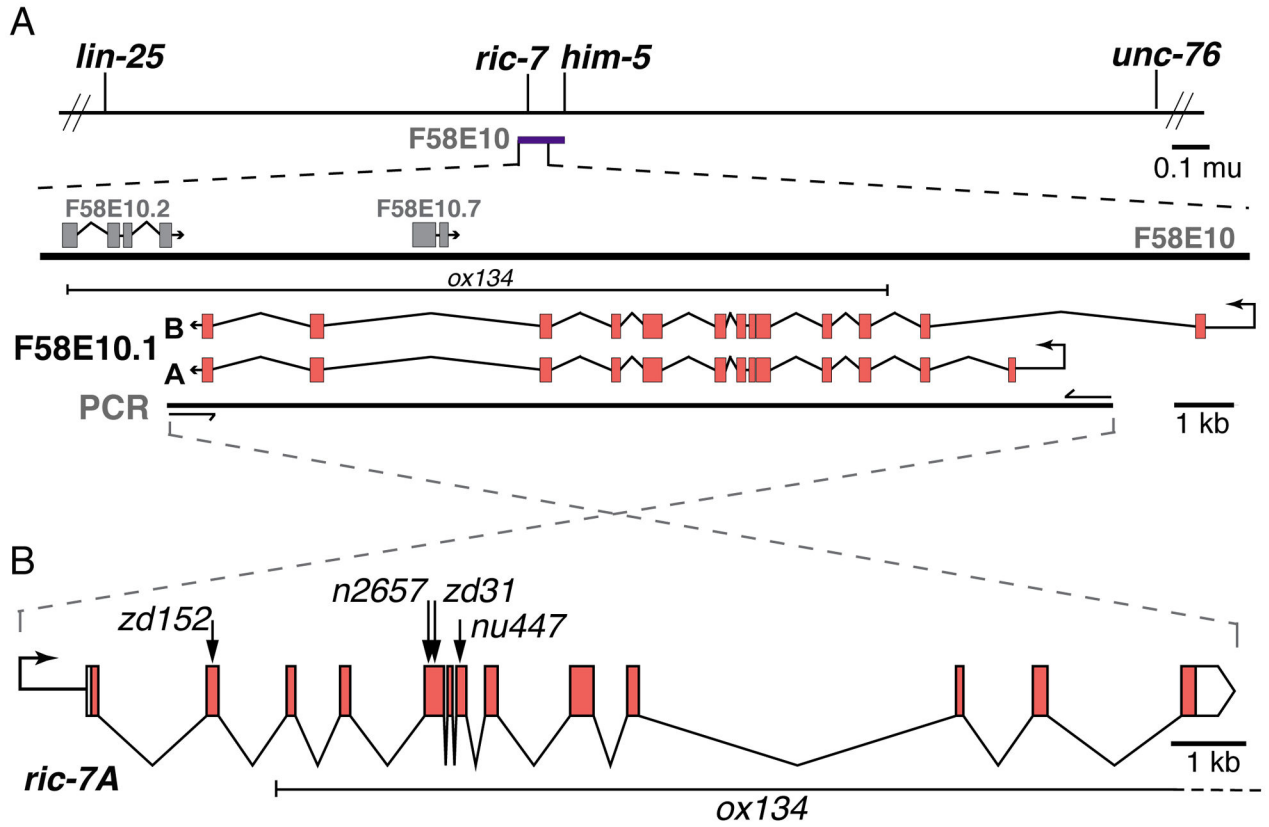 A
lin-25 ric-7 him-5 unc-76
F58E10
0.1 mu
F58E10.2 F58E10.7
F58E10
ox134
B
F58E10.1
A
PCR
1 kb
B
n2657 zd31
zd152 nu447
1 kb
ric-7A
ox134